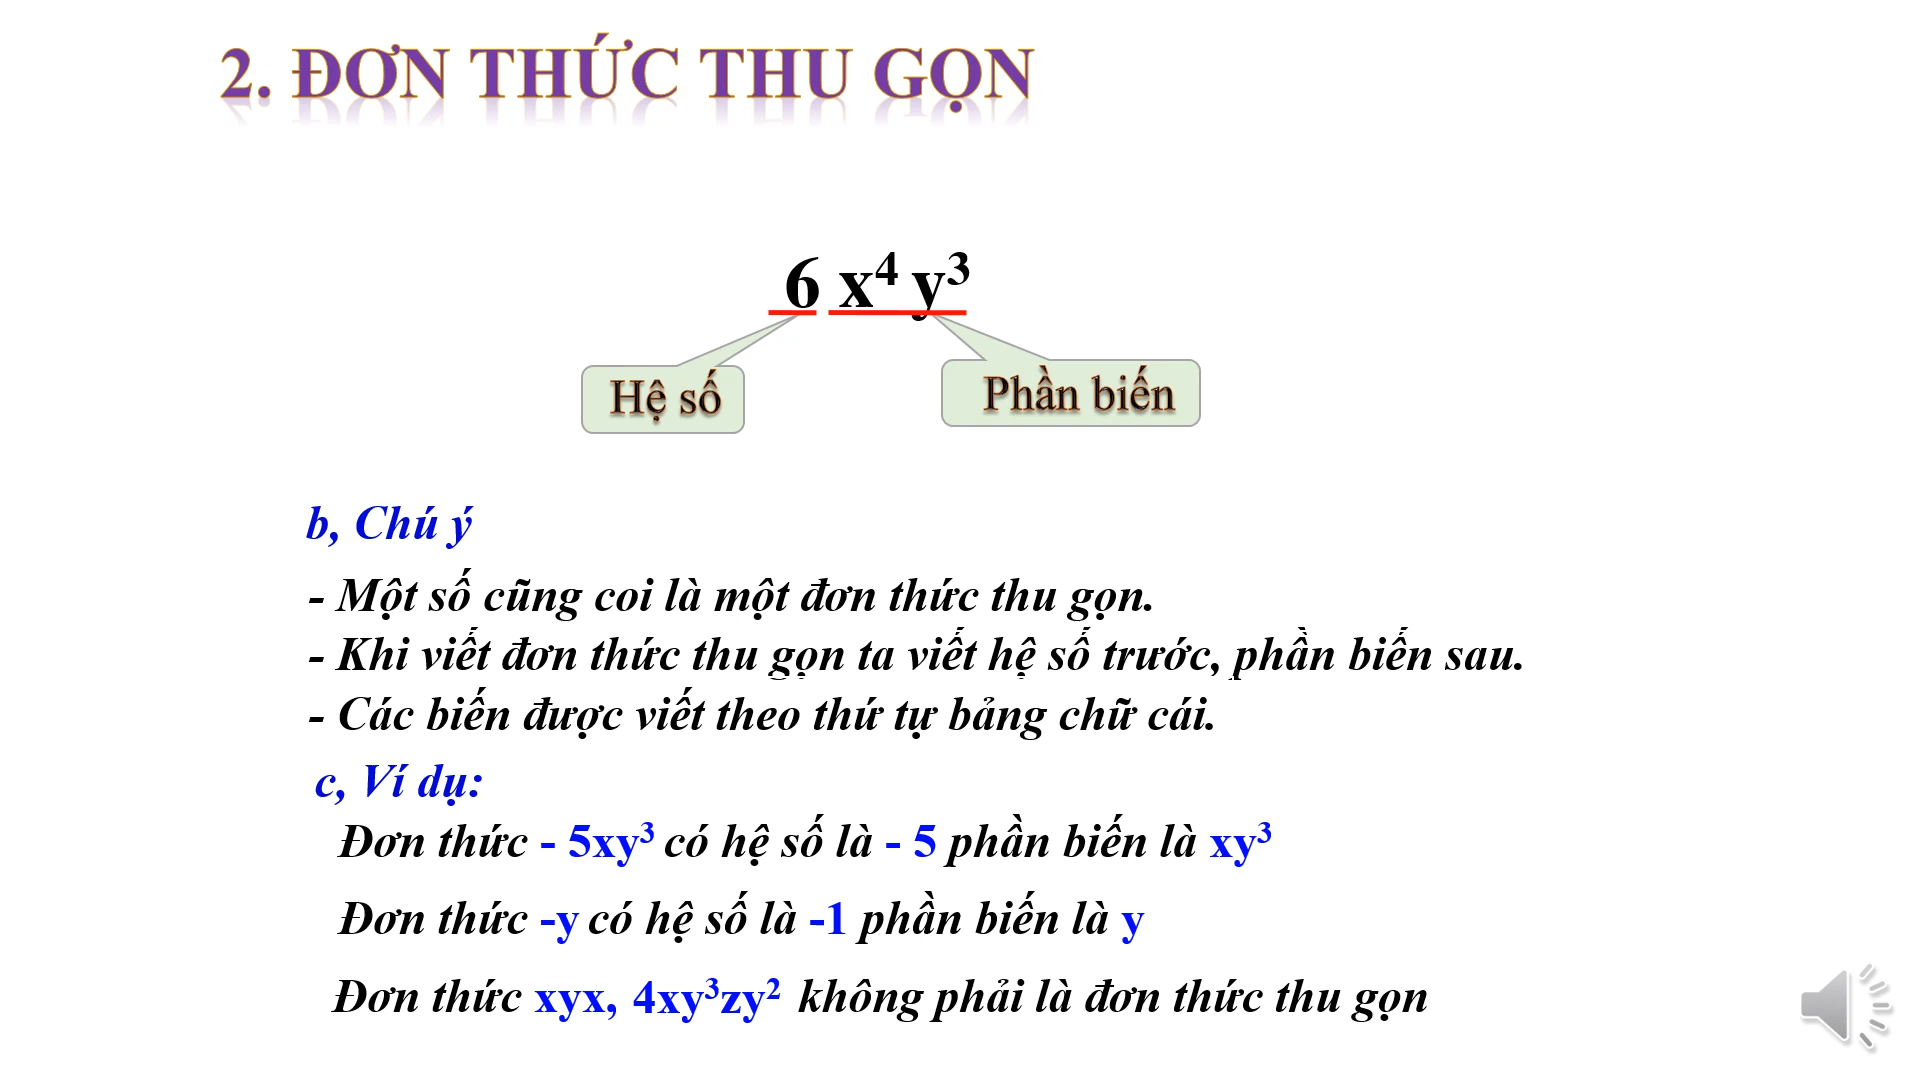 2. ĐƠN THỨC THU GỌN
6 x⁴ y³
Hệ số
Phần biến
b, Chú ý
- Một số cũng coi là một đơn thức thu gọn.
- Khi viết đơn thức thu gọn ta viết hệ số trước, phần biến sau.
- Các biến được viết theo thứ tự bảng chữ cái.
c, Ví dụ:
Đơn thức - 5xy³ có hệ số là - 5 phần biến là xy³
Đơn thức -y có hệ số là -1 phần biến là y
Đơn thức xyx, 4xy³zy² không phải là đơn thức thu gọn